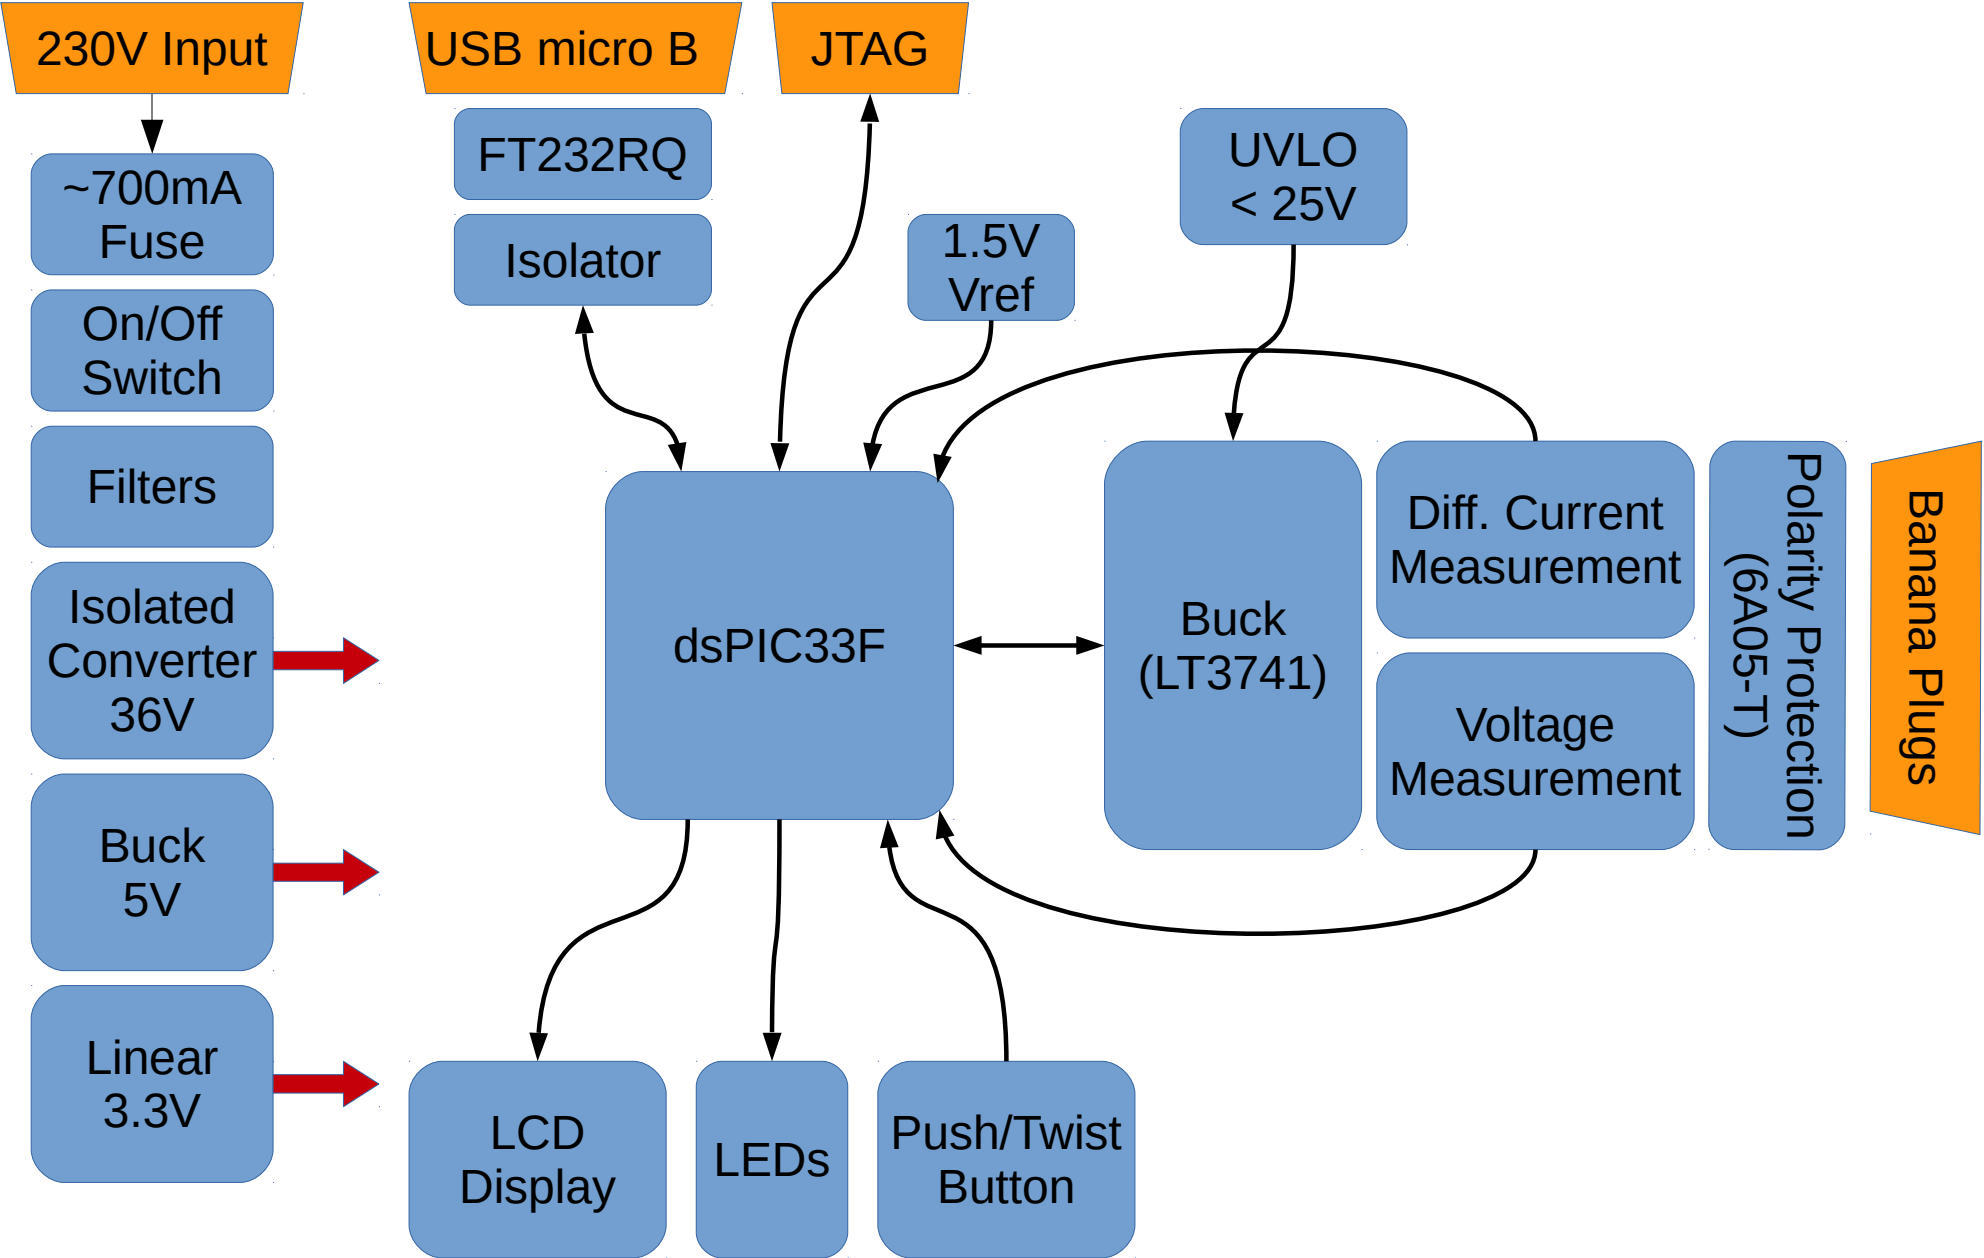 230V Input
USB micro B
JTAG
~700mA
Fuse
On/Off
Switch
Filters
Isolated
Converter
36V
Buck
5V
Linear
3.3V
FT232RQ
Isolator
1.5V
Vref
UVLO
< 25V
dsPIC33F
Buck
(LT3741)
Diff. Current
Measurement
Voltage
Measurement
Polarity Protection
(6A05-T)
Banana Plugs
LCD
Display
LEDs
Push/Twist
Button